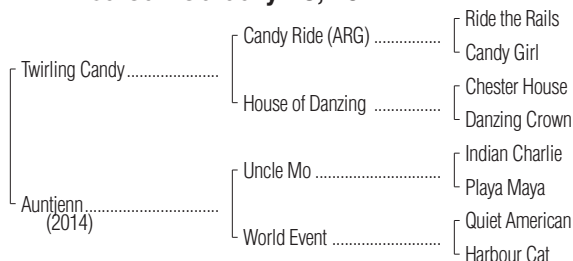 Ride the Rails
Candy Ride (ARG) ................
Candy Girl
Twirling Candy ......................
Chester House
House of Danzing ................
Danzing Crown
Indian Charlie
Uncle Mo ..........................
Playa Maya
Auntjenn................................
(2014)
Quiet American
World Event ......................
Harbour Cat